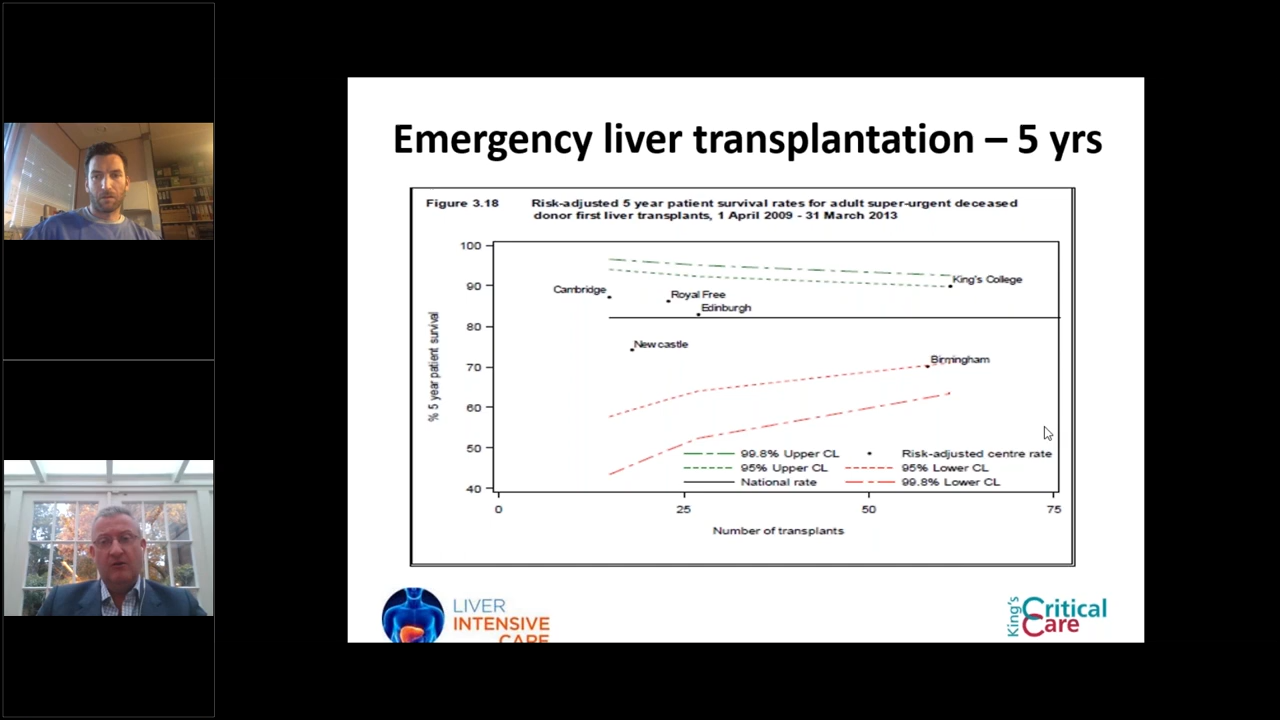 Emergency liver transplantation – 5 yrs
Figure 3.18 Risk-adjusted 5 year patient survival rates for adult super-urgent deceased
donor first liver transplants, 1 April 2009 - 31 March 2013
% 5 year patient survival
100
90
80
70
60
50
40
Cambridge
Royal Free
Edinburgh
King's College
Newcastle
Birmingham
99.8% Upper CL
Risk-adjusted centre rate
95% Upper CL
95% Lower CL
National rate
99.8% Lower CL
0 25 50 75
Number of transplants
LIVER
INTENSIVE
CARE
King's
Critical
Care